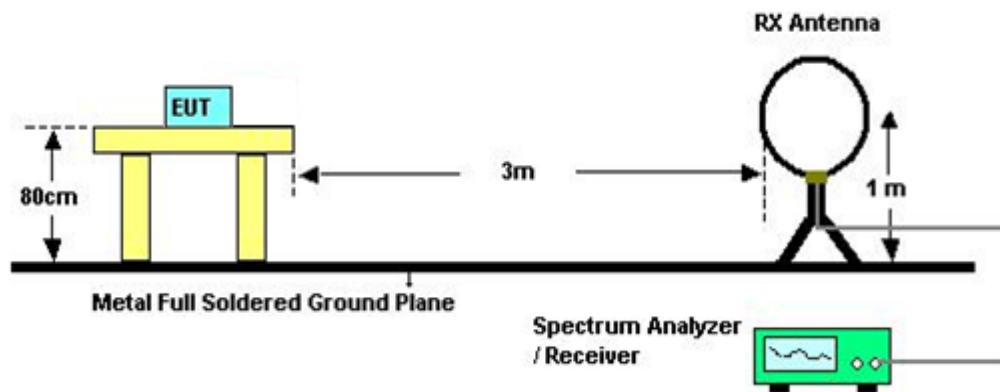 RX Antenna
EUT
80cm
3m
1 m
Metal Full Soldered Ground Plane
Spectrum Analyzer
/ Receiver